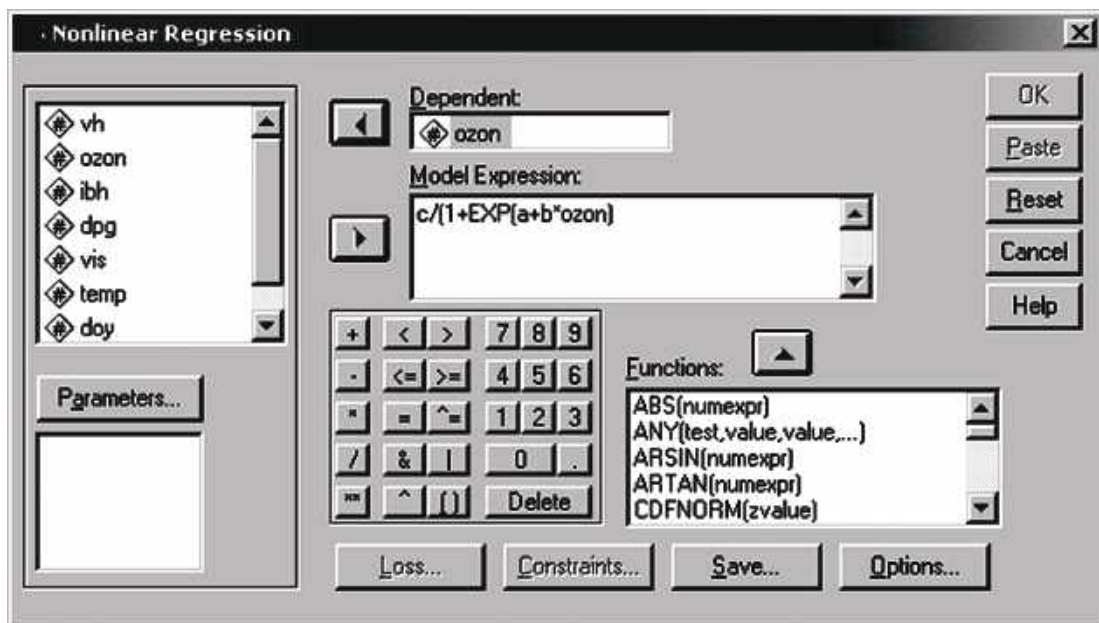 Nonlinear Regression
vh
ozon
ibh
dpg
vis
temp
doy
Parameters...
Dependent:
ozon
Model Expression:
c/(1+EXP(a+b*ozon)
+ < > 7 8 9
- <= >= 4 5 6
* = ^= 1 2 3
/ & | 0 .
** ^ () Delete
Functions:
ABS(numexpr)
ANY(test,value,value,...)
ARSIN(numexpr)
ARTAN(numexpr)
CDFNORM(zvalue)
OK
Paste
Reset
Cancel
Help
Loss... Constraints... Save... Options...